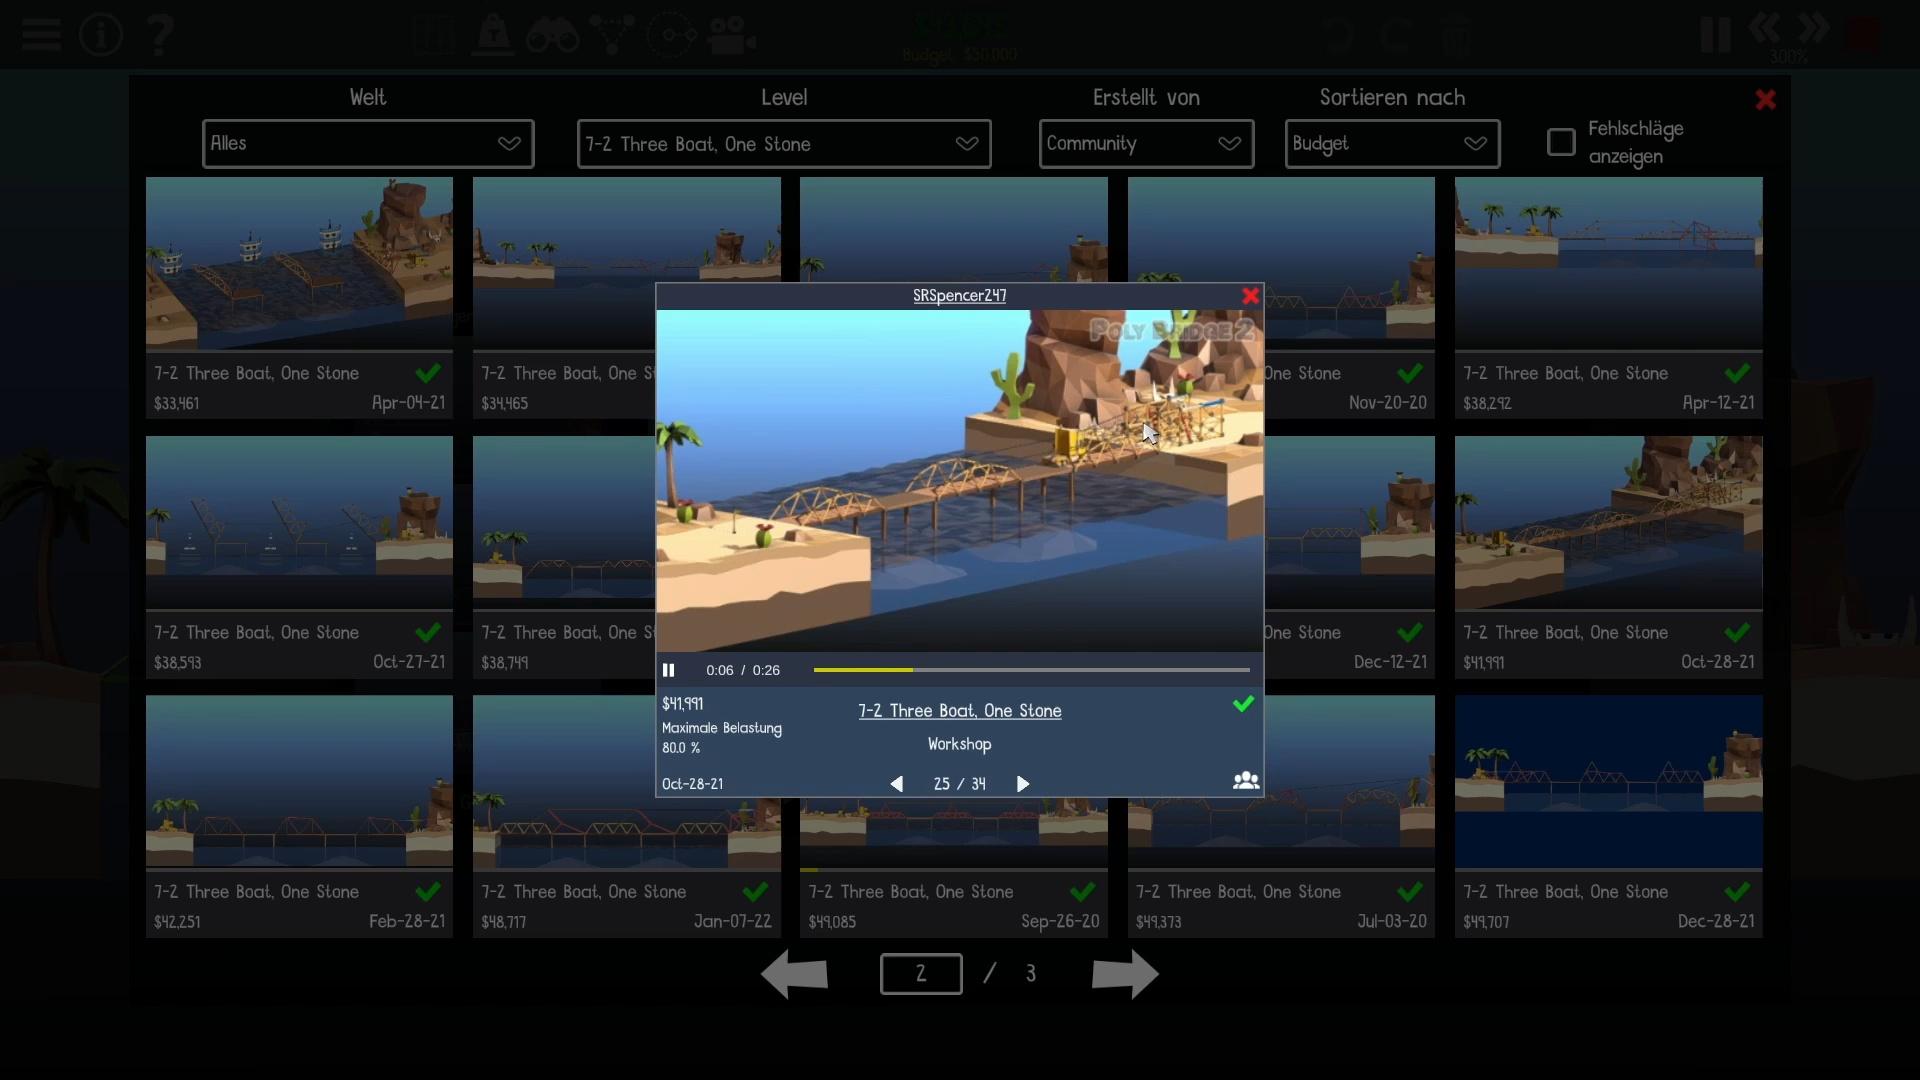 Budget: $50,000
300%
Welt
Level
Erstellt von
Sortieren nach
Alles
7-2 Three Boat, One Stone
Community
Budget
Fehlschläge
anzeigen
7-2 Three Boat, One Stone
$33,461
Apr-04-21
7-2 Three Boat, One S
$34,465
One Stone
Nov-20-20
7-2 Three Boat, One Stone
$38,292
Apr-12-21
SRSpencer247
POLY BRIDGE 2
0:06 / 0:26
$41,991
7-2 Three Boat, One Stone
Maximale Belastung
80.0 %
Workshop
Oct-28-21
25 / 34
7-2 Three Boat, One Stone
$38,593
Oct-27-21
7-2 Three Boat, One S
$38,749
One Stone
Dec-12-21
7-2 Three Boat, One Stone
$41,991
Oct-28-21
7-2 Three Boat, One Stone
$42,251
Feb-28-21
7-2 Three Boat, One Stone
$48,717
Jan-07-22
7-2 Three Boat, One Stone
$49,085
Sep-26-20
7-2 Three Boat, One Stone
$49,373
Jul-03-20
7-2 Three Boat, One Stone
$49,707
Dec-28-21
2 / 3